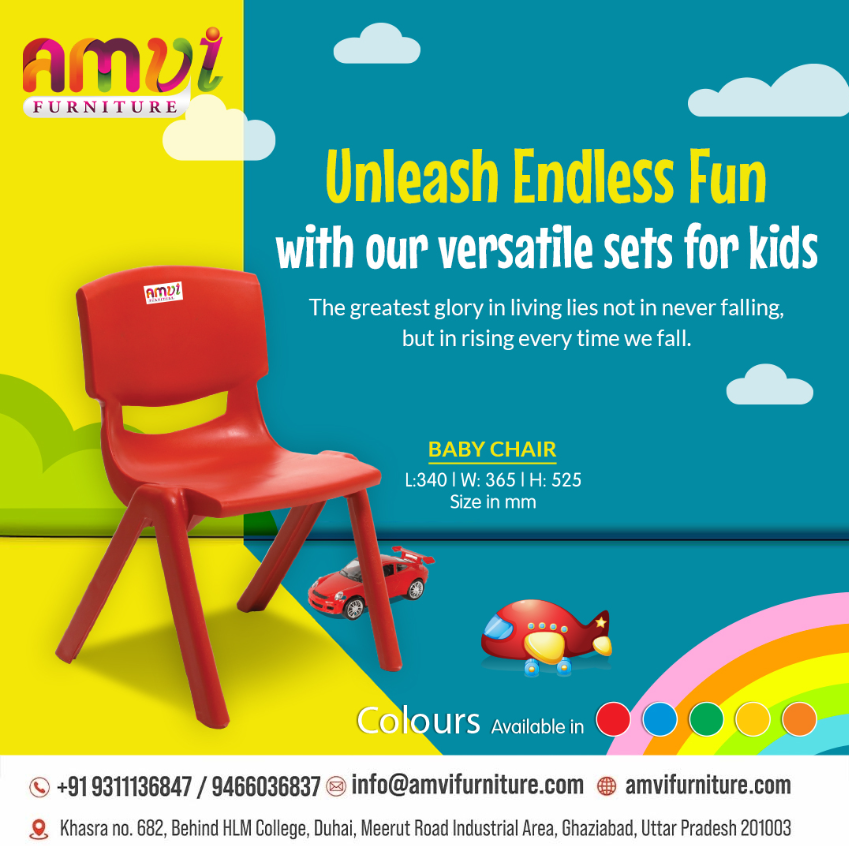 amvi
FURNITURE
Unleash Endless Fun
with our versatile sets for kids
The greatest glory in living lies not in never falling,
but in rising every time we fall.
amvi
FURNITURE
BABY CHAIR
L:340 | W: 365 | H: 525
Size in mm
Colours Available in
+91 9311136847 / 9466036837 info@amvifurniture.com amvifurniture.com
Khasra no. 682, Behind HLM College, Duhai, Meerut Road Industrial Area, Ghaziabad, Uttar Pradesh 201003